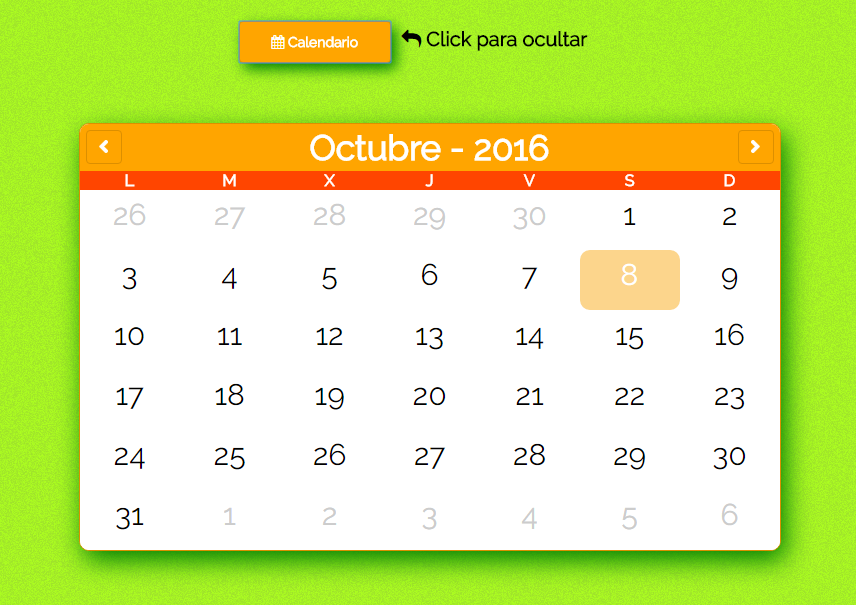 Calendario Click para ocultar
Octubre - 2016
L M X J V S D
26 27 28 29 30 1 2
3 4 5 6 7 8 9
10 11 12 13 14 15 16
17 18 19 20 21 22 23
24 25 26 27 28 29 30
31 1 2 3 4 5 6